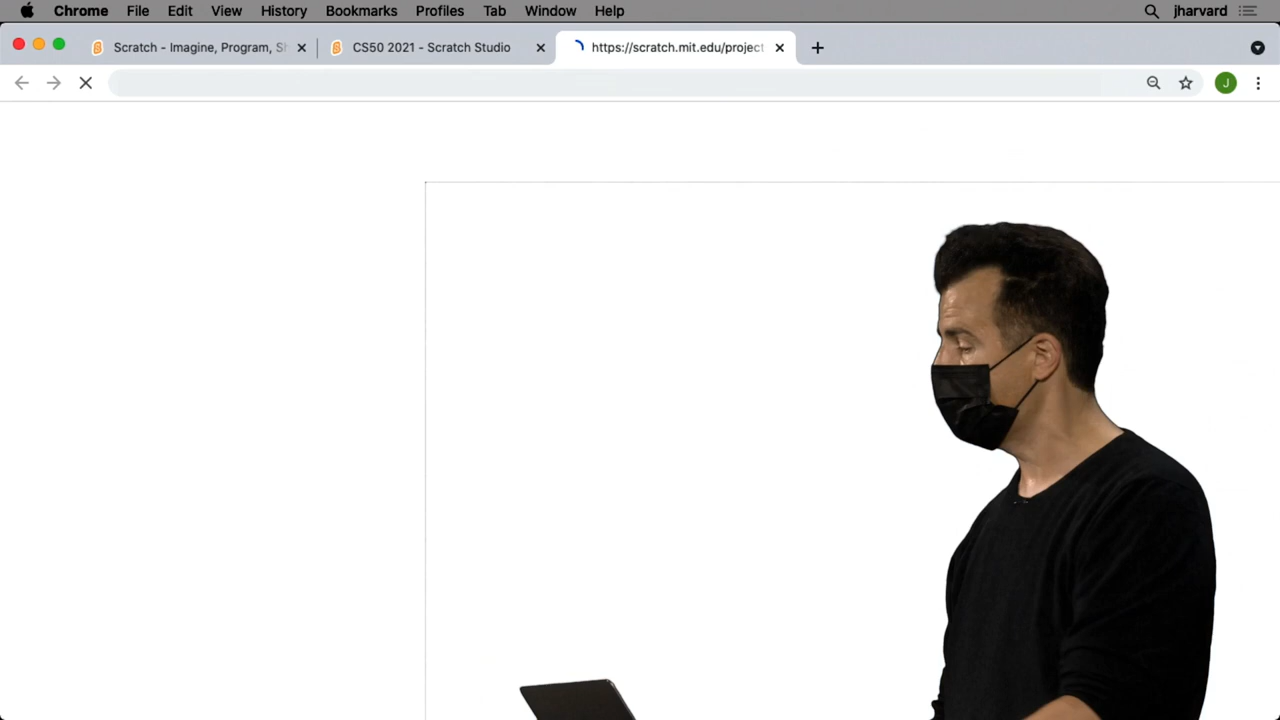 Chrome File Edit View History Bookmarks Profiles Tab Window Help jharvard
Scratch - Imagine, Program, CS50 2021 - Scratch Studio https://scratch.mit.edu/project
J